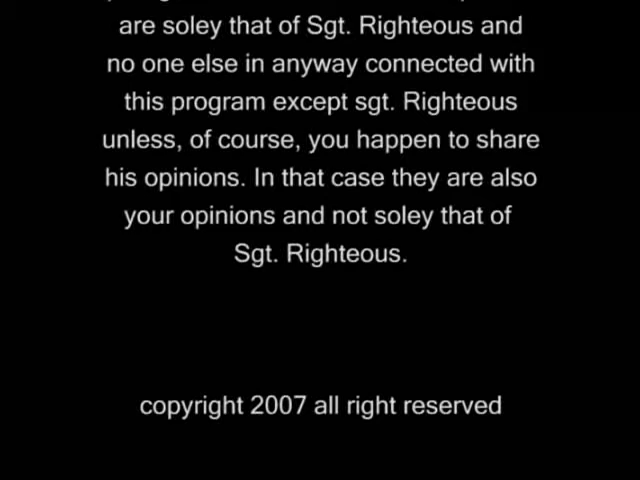 are soley that of Sgt. Righteous and
no one else in anyway connected with
this program except sgt. Righteous
unless, of course, you happen to share
his opinions. In that case they are also
your opinions and not soley that of
Sgt. Righteous.
copyright 2007 all right reserved